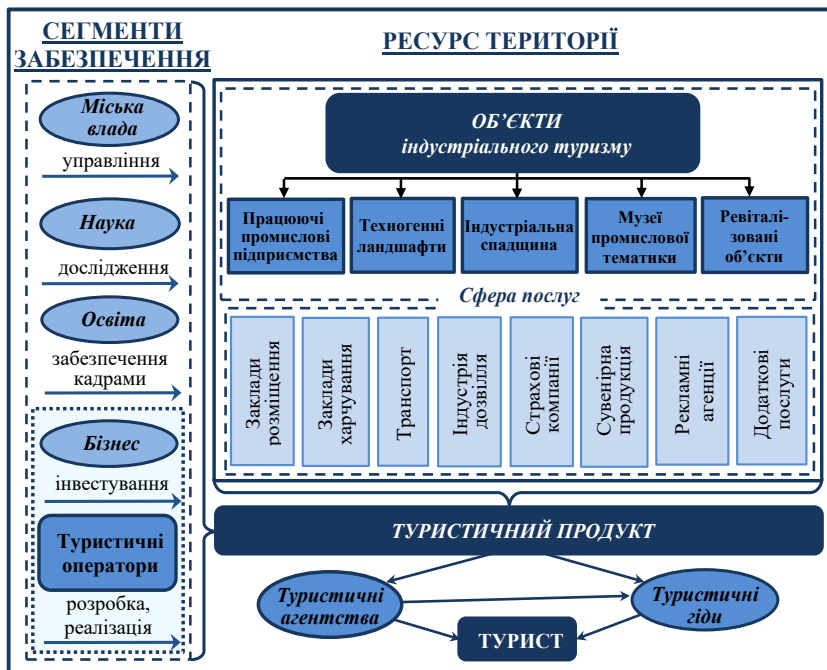 СЕГМЕНТИ
ЗАБЕЗПЕЧЕННЯ
Міська
влада
управління
Наука
дослідження
Освіта
забезпечення
кадрами
Бізнес
інвестування
Туристичні
оператори
розробка,
реалізація
РЕСУРС ТЕРИТОРІЇ
ОБ’ЄКТИ
індустріального туризму
Працюючі
промислові
підприємства
Техногенні
ландшафти
Індустріальна
спадщина
Музеї
промислової
тематики
Ревіталі-
зовані
об’єкти
Сфера послуг
Заклади
розміщення
Заклади
харчування
Транспорт
Індустрія
дозвілля
Страхові
компанії
Сувенірна
продукція
Рекламні
агенції
Додаткові
послуги
ТУРИСТИЧНИЙ ПРОДУКТ
Туристичні
агентства
Туристичні
гіди
ТУРИСТ